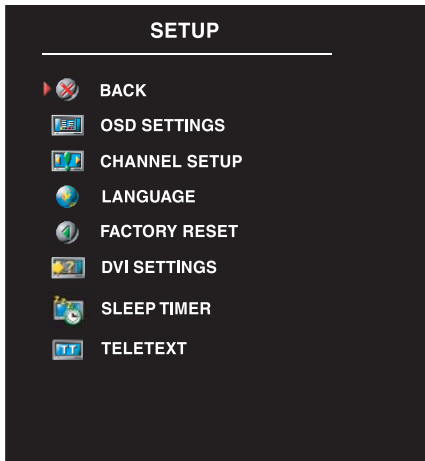 SETUP
BACK
OSD SETTINGS
CHANNEL SETUP
LANGUAGE
FACTORY RESET
DVI SETTINGS
SLEEP TIMER
TELETEXT